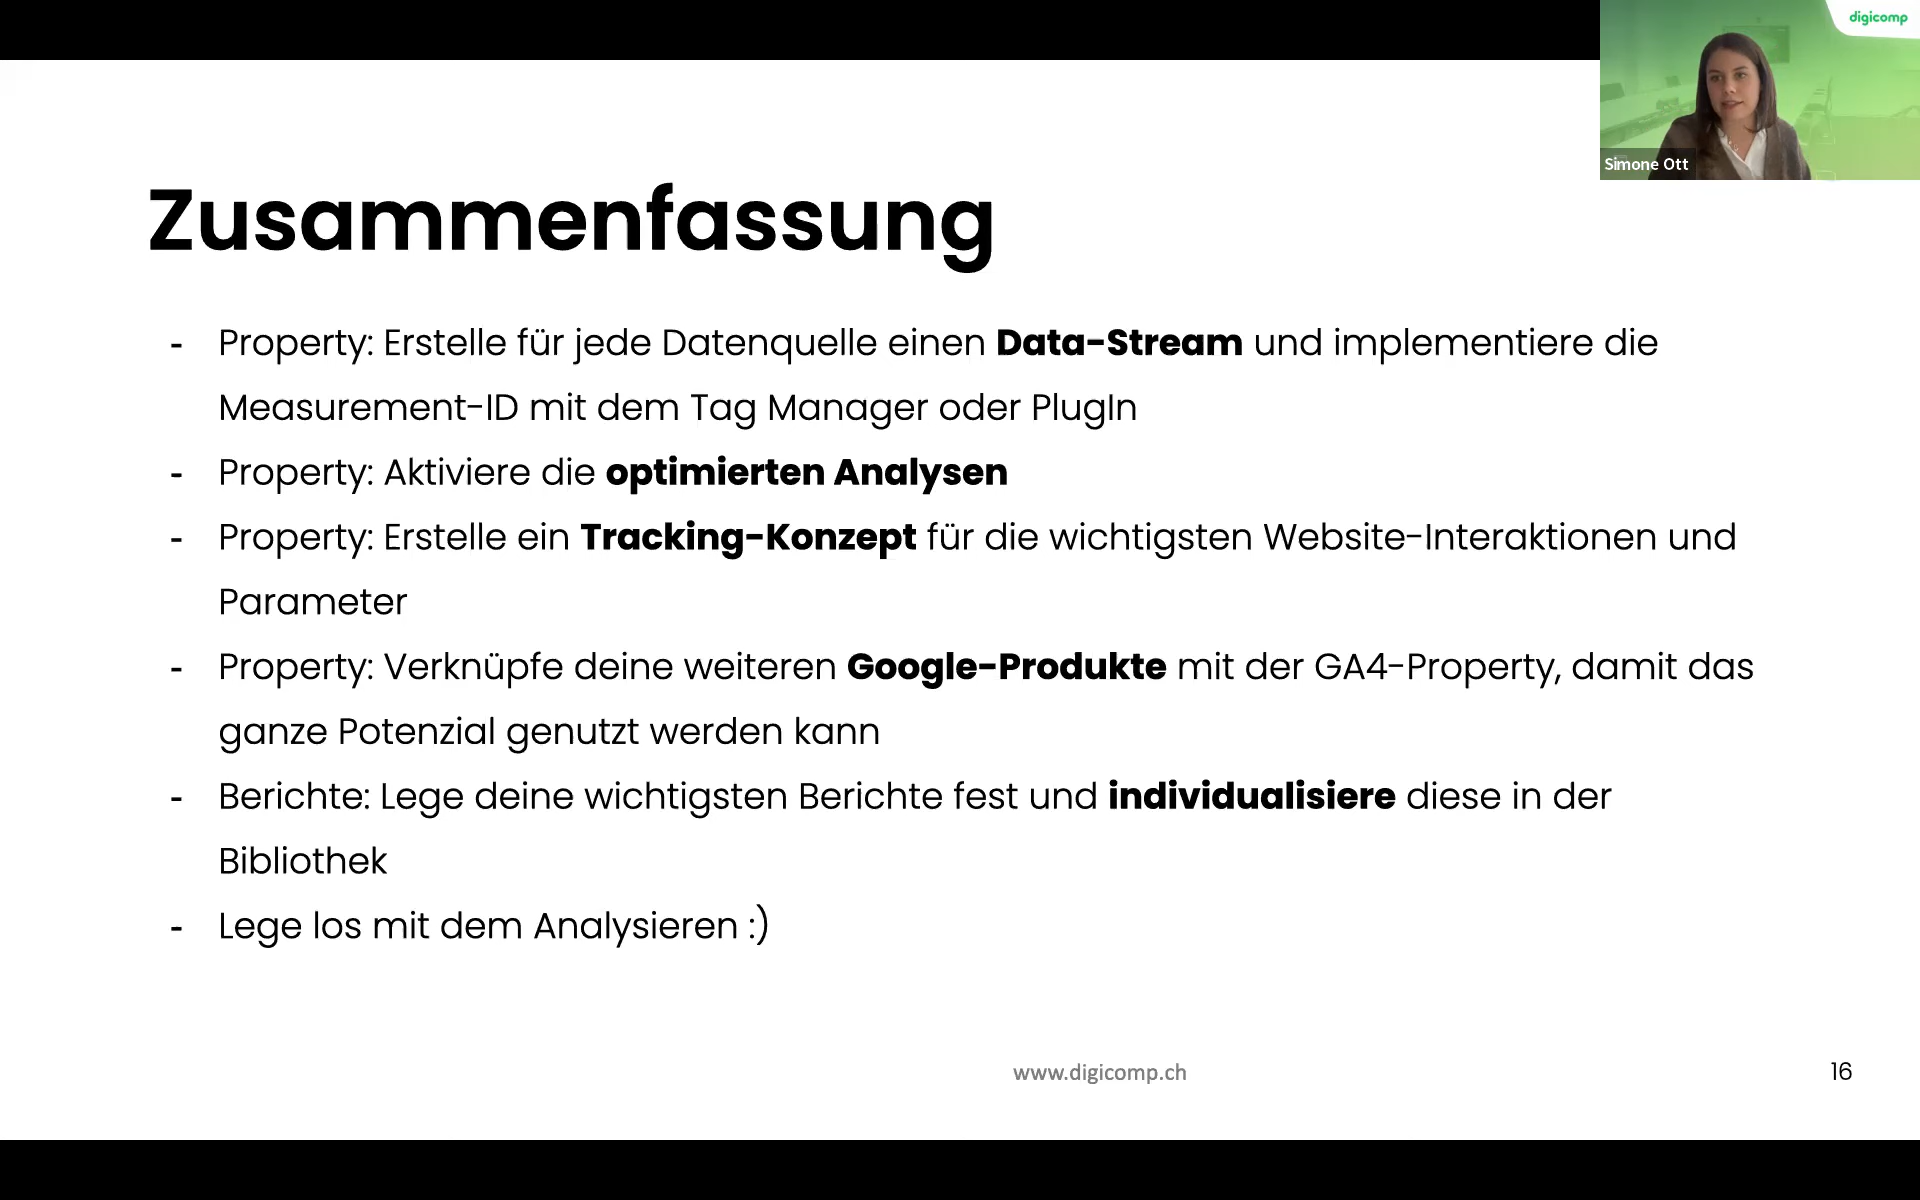 digicomp
Simone Ott
Zusammenfassung
- Property: Erstelle für jede Datenquelle einen Data-Stream und implementiere die
Measurement-ID mit dem Tag Manager oder PlugIn
- Property: Aktiviere die optimierten Analysen
- Property: Erstelle ein Tracking-Konzept für die wichtigsten Website-Interaktionen und
Parameter
- Property: Verknüpfe deine weiteren Google-Produkte mit der GA4-Property, damit das
ganze Potenzial genutzt werden kann
- Berichte: Lege deine wichtigsten Berichte fest und individualisiere diese in der
Bibliothek
- Lege los mit dem Analysieren :)
www.digicomp.ch
16